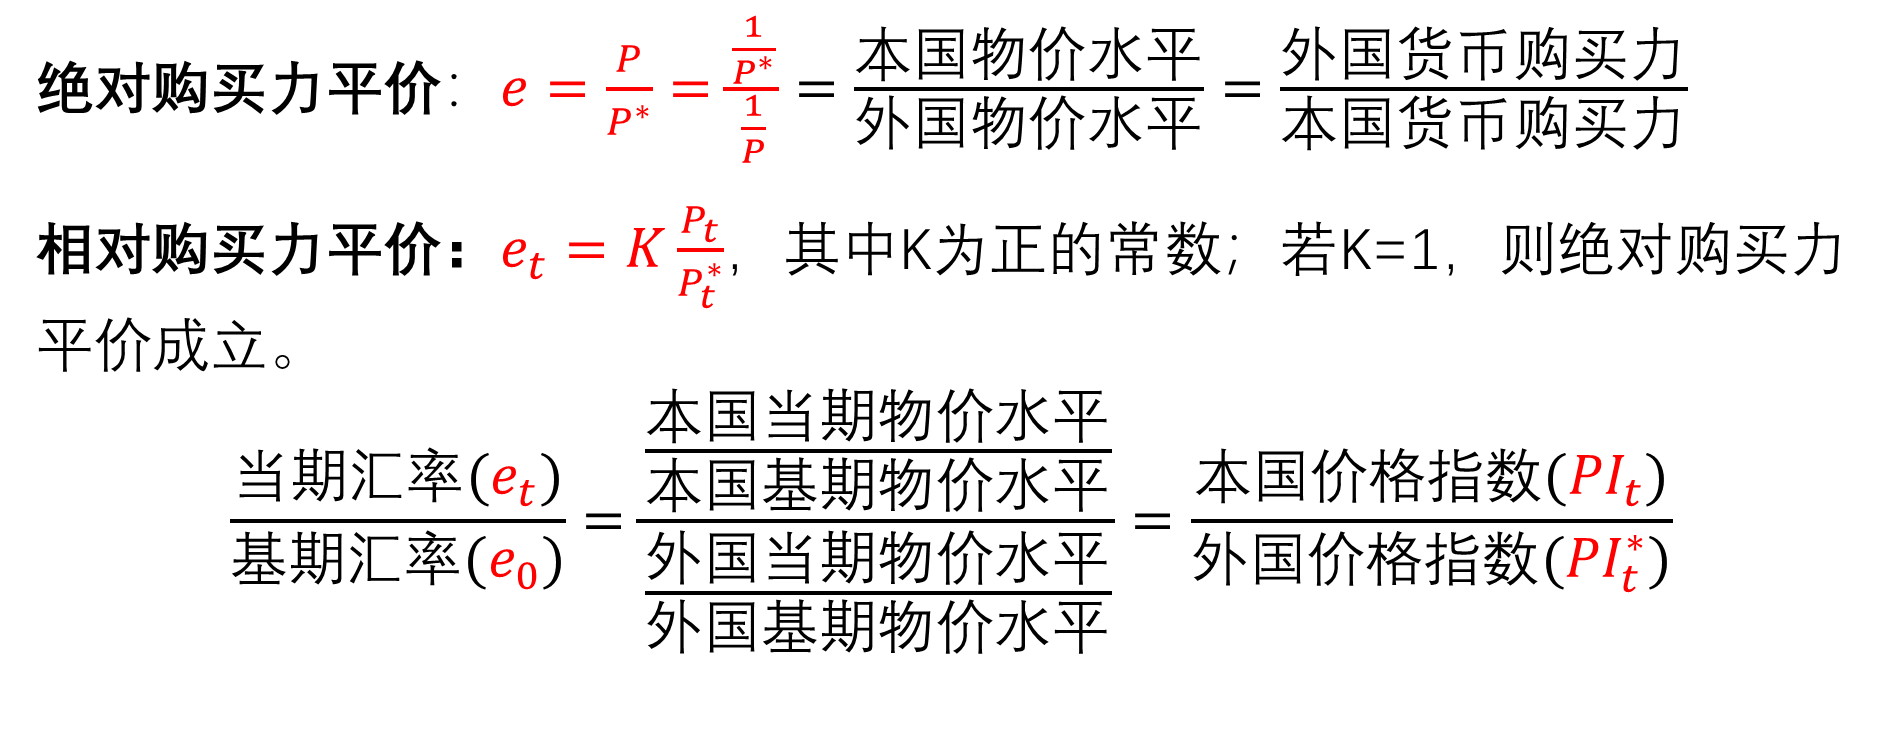 绝对购买力平价： e = P/P* = (1/P*)/(1/P) = 本国物价水平/外国物价水平 = 外国货币购买力/本国货币购买力
相对购买力平价： e_t = K P_t/P_t*，其中K为正的常数；若K=1，则绝对购买力
平价成立。
当期汇率(e_t)/基期汇率(e_0) = (本国当期物价水平/本国基期物价水平)/(外国当期物价水平/外国基期物价水平) = 本国价格指数(PI_t)/外国价格指数(PI_t*)